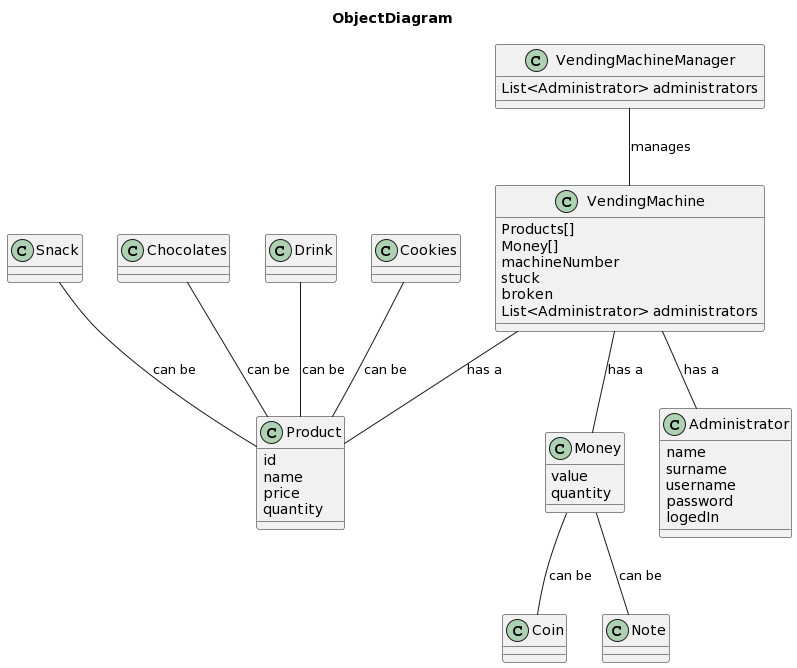 ObjectDiagram
C VendingMachineManager
List<Administrator> administrators
manages
C VendingMachine
Products[]
Money[]
machineNumber
stuck
broken
List<Administrator> administrators
C Snack
C Chocolates
C Drink
C Cookies
can be
can be
can be
can be
has a
has a
has a
C Product
id
name
price
quantity
C Money
value
quantity
C Administrator
name
surname
username
password
logedIn
can be
can be
C Coin
C Note